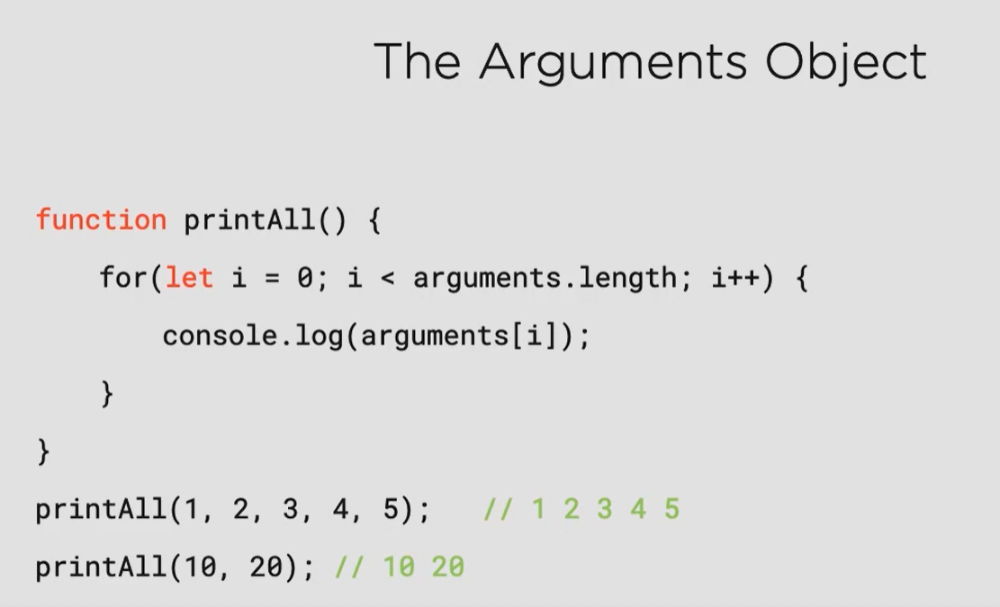 The Arguments Object
function printAll() {
    for(let i = 0; i < arguments.length; i++) {
        console.log(arguments[i]);
    }
}
printAll(1, 2, 3, 4, 5);   // 1 2 3 4 5
printAll(10, 20); // 10 20